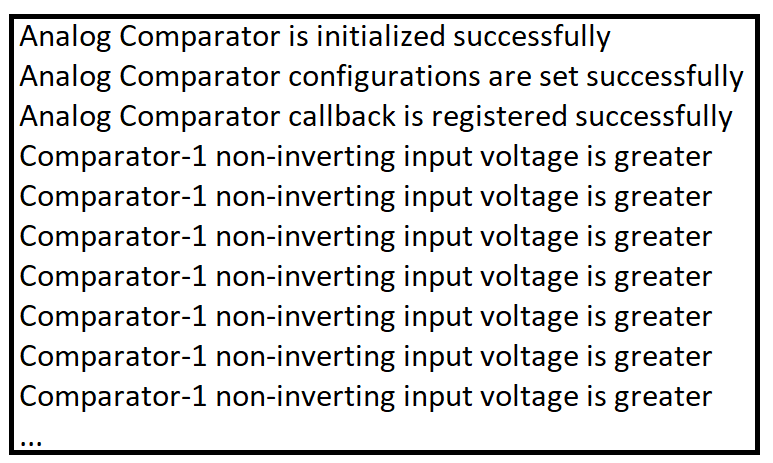 Analog Comparator is initialized successfully
Analog Comparator configurations are set successfully
Analog Comparator callback is registered successfully
Comparator-1 non-inverting input voltage is greater
Comparator-1 non-inverting input voltage is greater
Comparator-1 non-inverting input voltage is greater
Comparator-1 non-inverting input voltage is greater
Comparator-1 non-inverting input voltage is greater
Comparator-1 non-inverting input voltage is greater
Comparator-1 non-inverting input voltage is greater
...